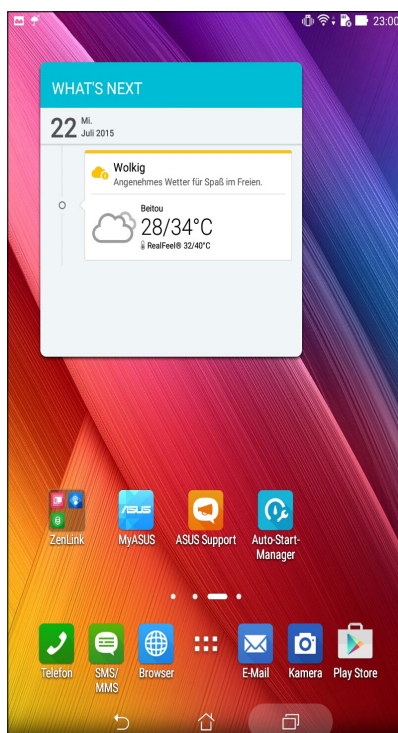 23:00
WHAT'S NEXT
22 Mi.
Juli 2015
Wolkig
Angenehmes Wetter für Spaß im Freien.
Beitou
28/34°C
RealFeel® 32/40°C
/SUS
ZenLink
MyASUS
ASUS Support
Auto-Start-
Manager
Telefon
SMS/
MMS
Browser
E-Mail
Kamera
Play Store